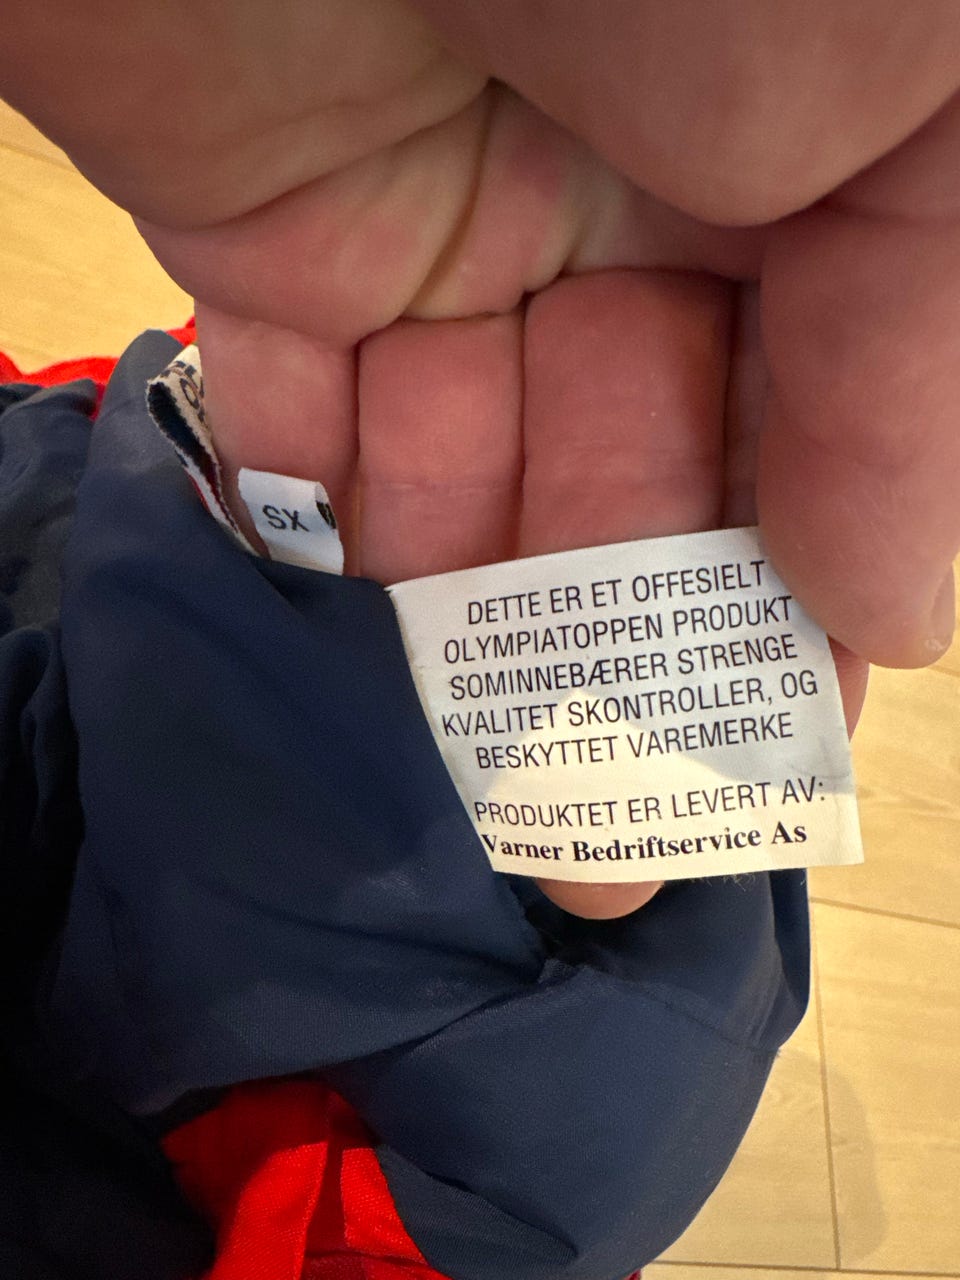 XS
DETTE ER ET OFFESIELT
OLYMPIATOPPEN PRODUKT
SOMINNEBÆRER STRENGE
KVALITET SKONTROLLER, OG
BESKYTTET VAREMERKE
PRODUKTET ER LEVERT AV:
Varner Bedriftservice As